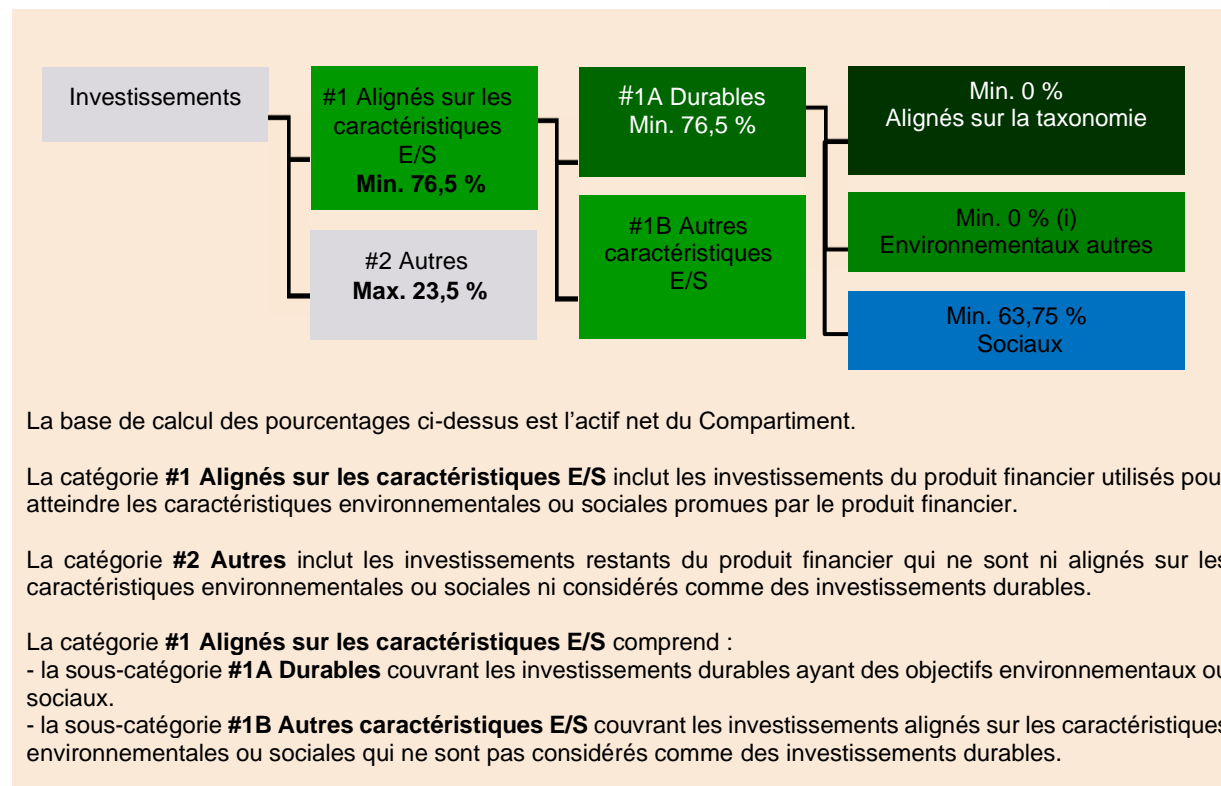 Investissements
#1 Alignés sur les
caractéristiques
E/S
Min. 76,5 %
#2 Autres
Max. 23,5 %
#1A Durables
Min. 76,5 %
#1B Autres
caractéristiques
E/S
Min. 0 %
Alignés sur la taxonomie
Min. 0 % (i)
Environnementaux autres
Min. 63,75 %
Sociaux
La base de calcul des pourcentages ci-dessus est l’actif net du Compartiment.
La catégorie #1 Alignés sur les caractéristiques E/S inclut les investissements du produit financier utilisés pou
atteindre les caractéristiques environnementales ou sociales promues par le produit financier.
La catégorie #2 Autres inclut les investissements restants du produit financier qui ne sont ni alignés sur les
caractéristiques environnementales ou sociales ni considérés comme des investissements durables.
La catégorie #1 Alignés sur les caractéristiques E/S comprend :
- la sous-catégorie #1A Durables couvrant les investissements durables ayant des objectifs environnementaux ou
sociaux.
- la sous-catégorie #1B Autres caractéristiques E/S couvrant les investissements alignés sur les caractéristiques
environnementales ou sociales qui ne sont pas considérés comme des investissements durables.